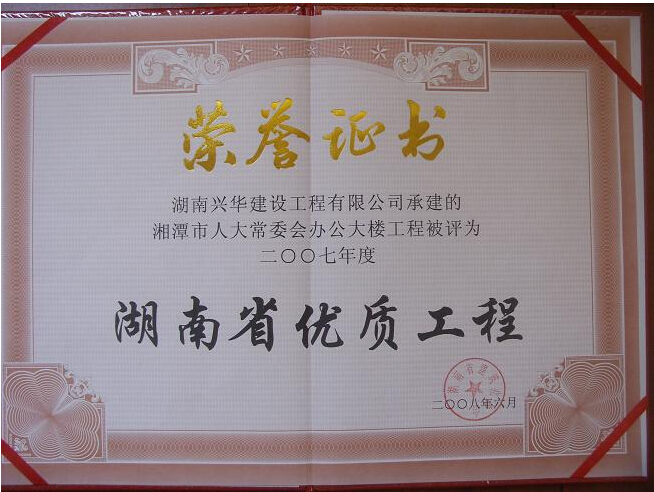 荣誉证书
湖南兴华建设工程有限公司承建的
湘潭市人大常委会办公大楼工程被评为
二〇〇七年度
湖南省优质工程
二〇〇八年六月